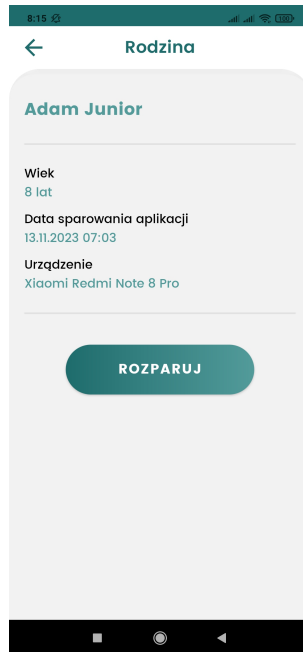 8:15
100
Rodzina
Adam Junior
Wiek
8 lat
Data sparowania aplikacji
13.11.2023 07:03
Urządzenie
Xiaomi Redmi Note 8 Pro
ROZPARUJ